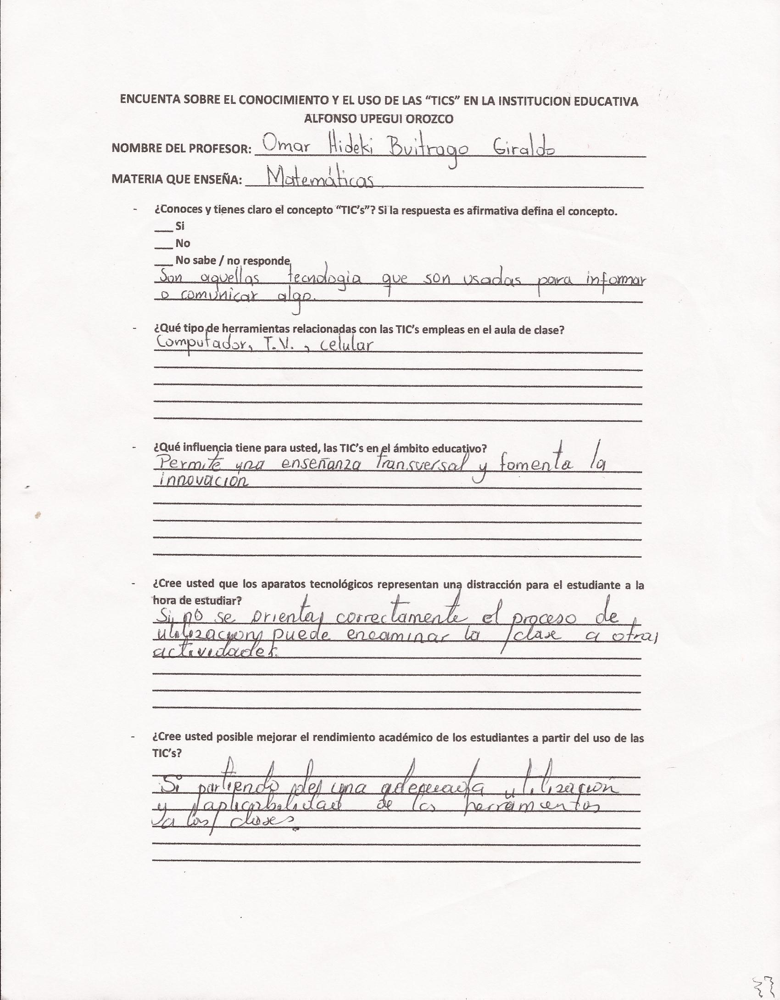 ENCUENTA SOBRE EL CONOCIMIENTO Y EL USO DE LAS “TICS” EN LA INSTITUCION EDUCATIVA
ALFONSO UPEGUI OROZCO
NOMBRE DEL PROFESOR: Omar Hideki Buitrago Giraldo
MATERIA QUE ENSEÑA: Matemáticas
- ¿Conoces y tienes claro el concepto “TIC’s”? Si la respuesta es afirmativa defina el concepto.
___ Si
___ No
___ No sabe / no responde
Son aquellas tecnologia que son usadas para informar
o comunicar algo.
- ¿Qué tipo de herramientas relacionadas con las TIC’s empleas en el aula de clase?
Computador, T.V., celular
- ¿Qué influencia tiene para usted, las TIC’s en el ámbito educativo?
Permite una enseñanza transversal y fomenta la
innovación
- ¿Cree usted que los aparatos tecnológicos representan una distracción para el estudiante a la
hora de estudiar?
Si no se orienta correctamente el proceso de
utilización puede encaminar la clase a otras
actividades.
- ¿Cree usted posible mejorar el rendimiento académico de los estudiantes a partir del uso de las
TIC’s?
Si partiendo de una adecuada utilización
y aplicabilidad de las herramientas
a las clases.